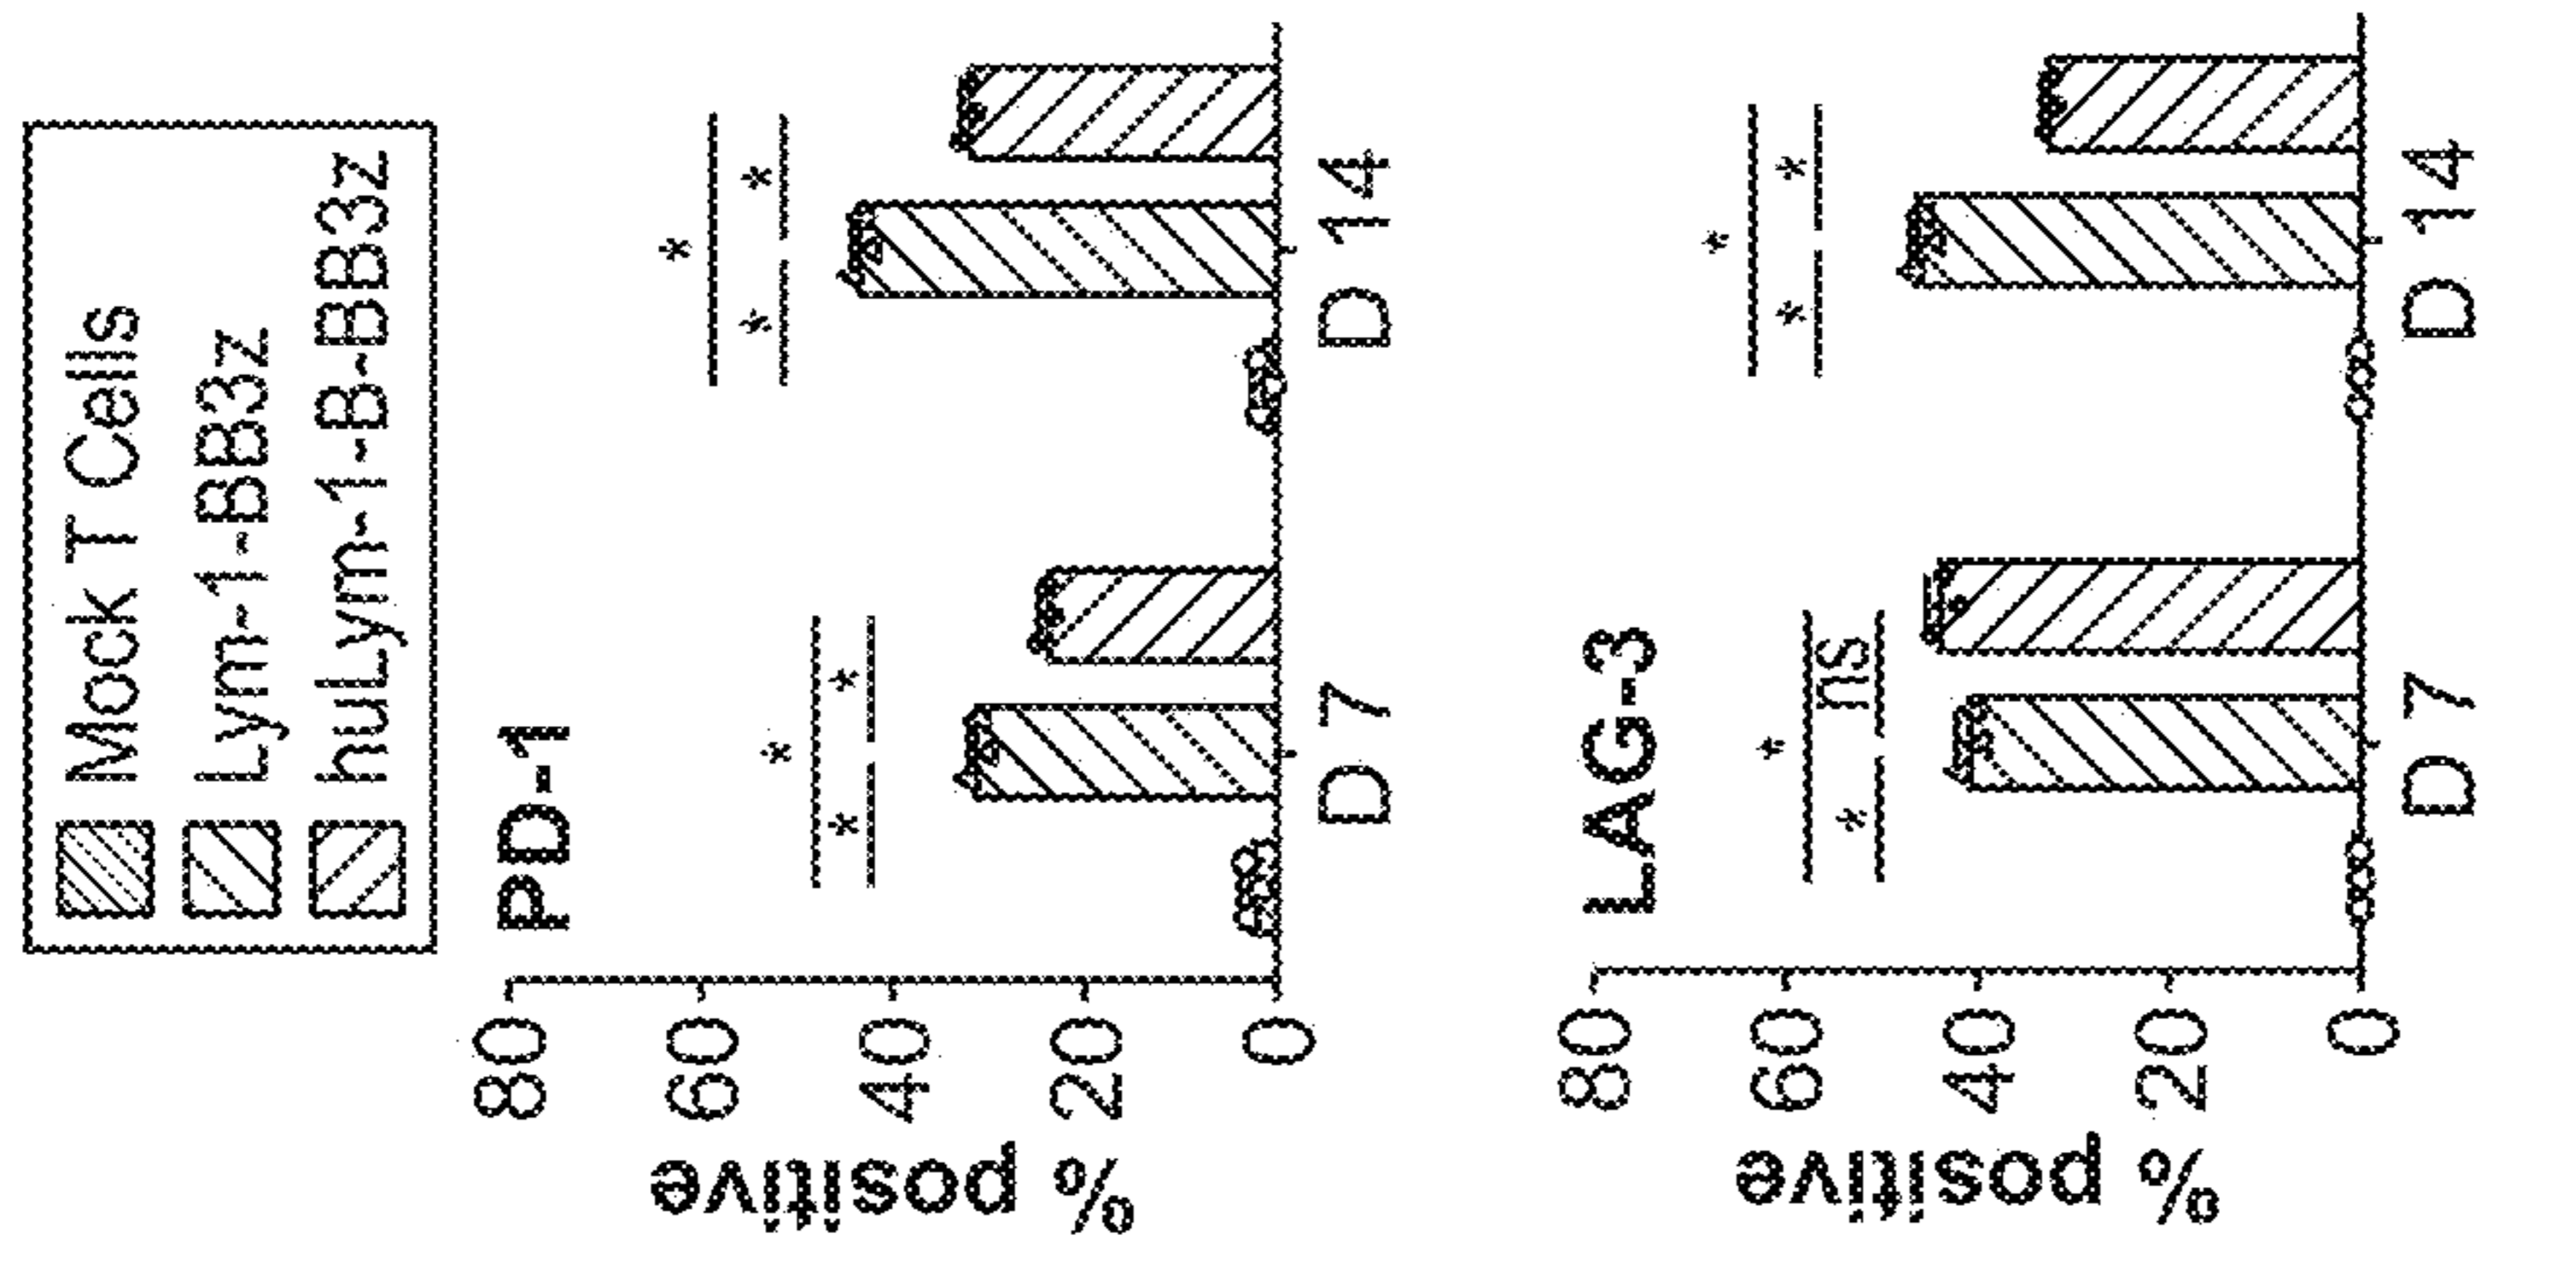 Mock T Cells
Lym-1-BB3z
huLym-1-B-BB3z
PD-1
% positive
80
60
40
20
0
*
* *
*
* *
D 7
D 14
LAG-3
% positive
80
60
40
20
0
*
* ns
*
* *
D 7
D 14